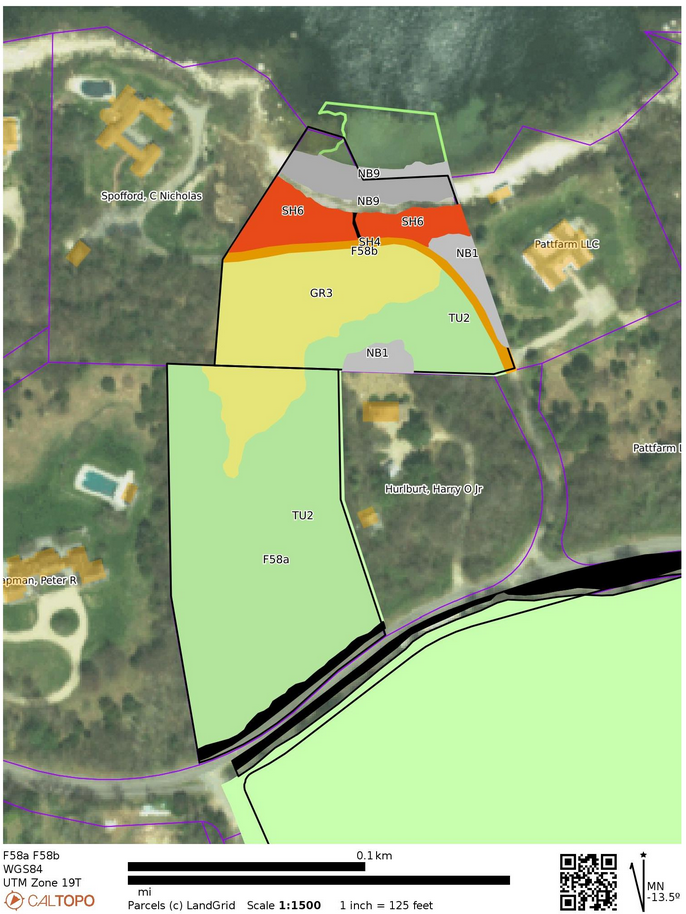 NB9
NB9
Spofford, C Nicholas
SH6
SH6
SH4
F58b
Pattfarm LLC
NB1
GR3
TU2
NB1
Pattfarm L
Hurlburt, Harry O Jr
TU2
F58a
apman, Peter R
F58a F58b
WGS84
UTM Zone 19T
CALTOPO
0.1 km
mi
Parcels (c) LandGrid Scale 1:1500 1 inch = 125 feet
MN
-13.5º